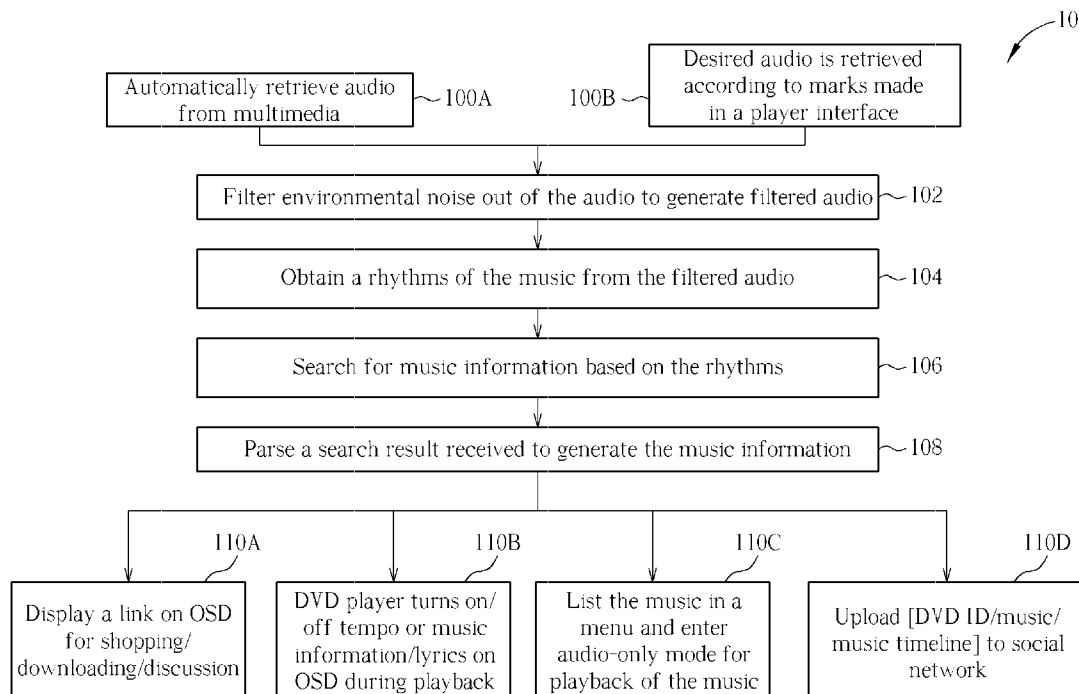 10
Automatically retrieve audio
from multimedia
100A
100B
Desired audio is retrieved
according to marks made
in a player interface
Filter environmental noise out of the audio to generate filtered audio
102
Obtain a rhythms of the music from the filtered audio
104
Search for music information based on the rhythms
106
Parse a search result received to generate the music information
108
110A
Display a link on OSD
for shopping/
downloading/discussion
110B
DVD player turns on/
off tempo or music
information/lyrics on
OSD during playback
110C
List the music in a
menu and enter
audio-only mode for
playback of the music
110D
Upload [DVD ID/music/
music timeline] to social
network